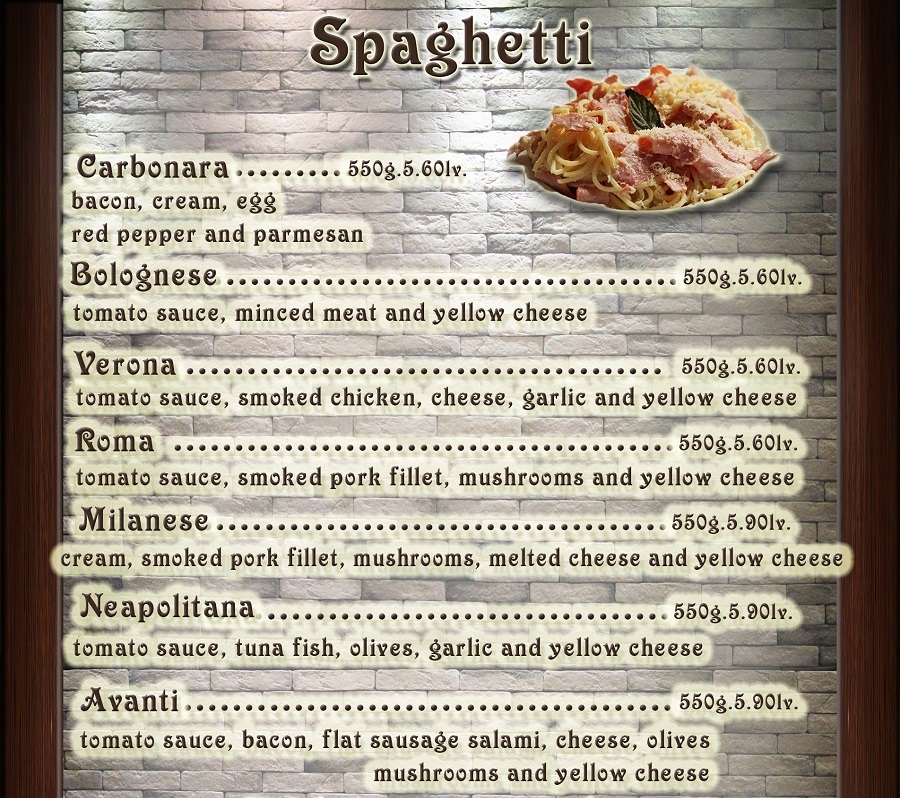 Spaghetti
Carbonara ......... 550g.5.60lv.
bacon, cream, egg
red pepper and parmesan
Bolognese ...................................... 550g.5.60lv.
tomato sauce, minced meat and yellow cheese
Verona ........................................ 550g.5.60lv.
tomato sauce, smoked chicken, cheese, garlic and yellow cheese
Roma .......................................... 550g.5.60lv.
tomato sauce, smoked pork fillet, mushrooms and yellow cheese
Milanese ...................................... 550g.5.90lv.
cream, smoked pork fillet, mushrooms, melted cheese and yellow cheese
Neapolitana .................................. 550g.5.90lv.
tomato sauce, tuna fish, olives, garlic and yellow cheese
Avanti ......................................... 550g.5.90lv.
tomato sauce, bacon, flat sausage salami, cheese, olives
mushrooms and yellow cheese